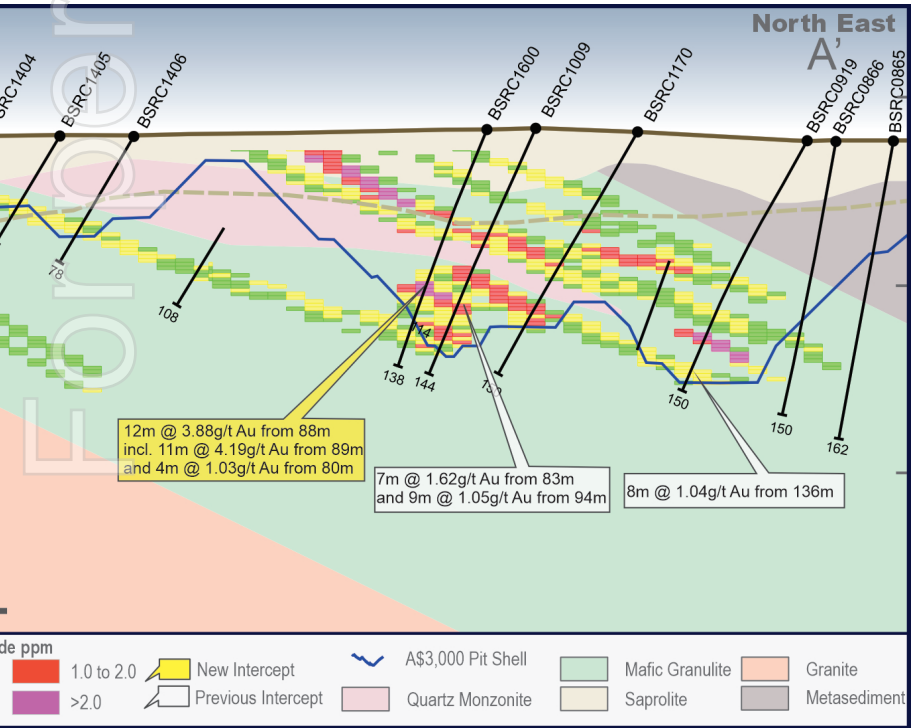 North East
A'
SRC1404
BSRC1405
BSRC1406
BSRC1600
BSRC1009
BSRC1170
BSRC0919
BSRC0866
BSRC0865
For per
78
108
114
138
144
150
150
162
12m @ 3.88g/t Au from 88m
incl. 11m @ 4.19g/t Au from 89m
and 4m @ 1.03g/t Au from 80m
7m @ 1.62g/t Au from 83m
and 9m @ 1.05g/t Au from 94m
8m @ 1.04g/t Au from 136m
de ppm
1.0 to 2.0
>2.0
New Intercept
Previous Intercept
A$3,000 Pit Shell
Quartz Monzonite
Mafic Granulite
Saprolite
Granite
Metasediment